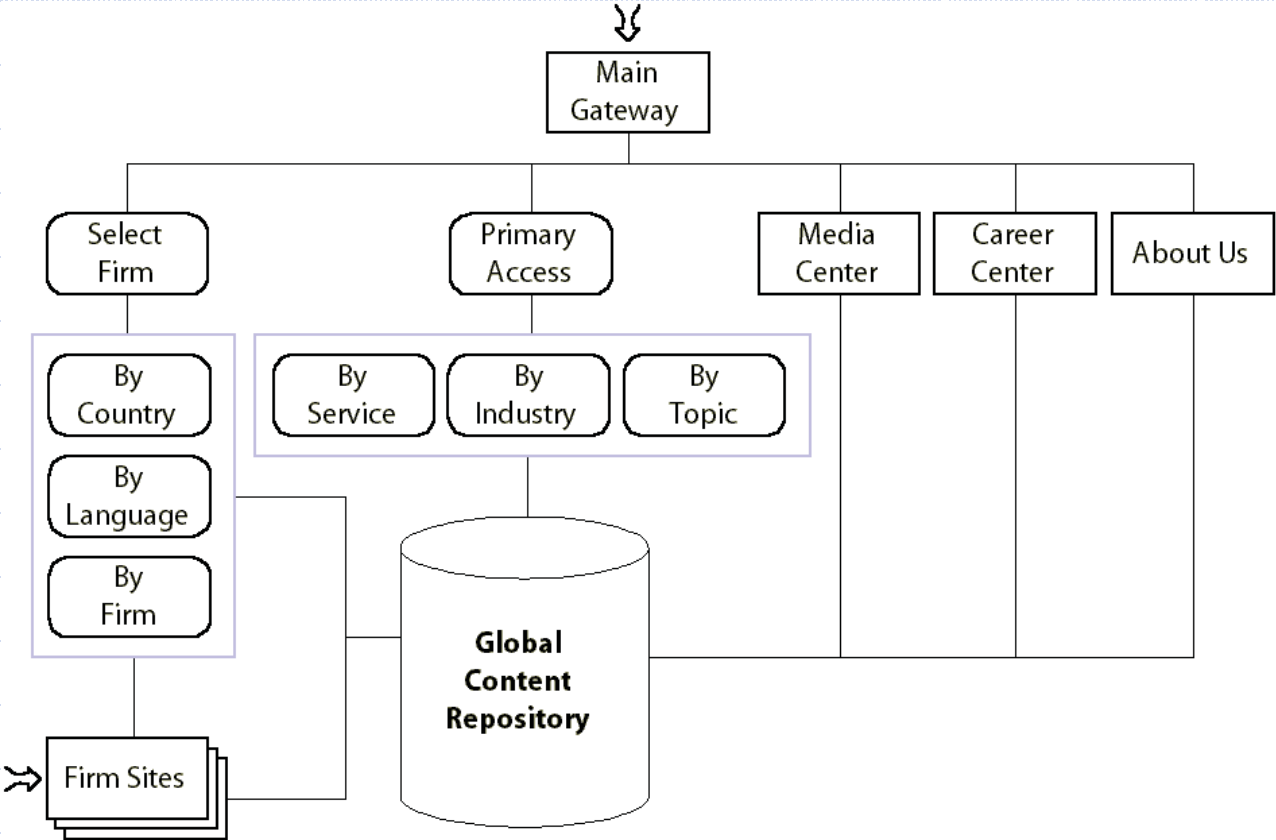 Main
Gateway
Select
Firm
Primary
Access
Media
Center
Career
Center
About Us
By
Country
By
Language
By
Firm
By
Service
By
Industry
By
Topic
Global
Content
Repository
Firm Sites